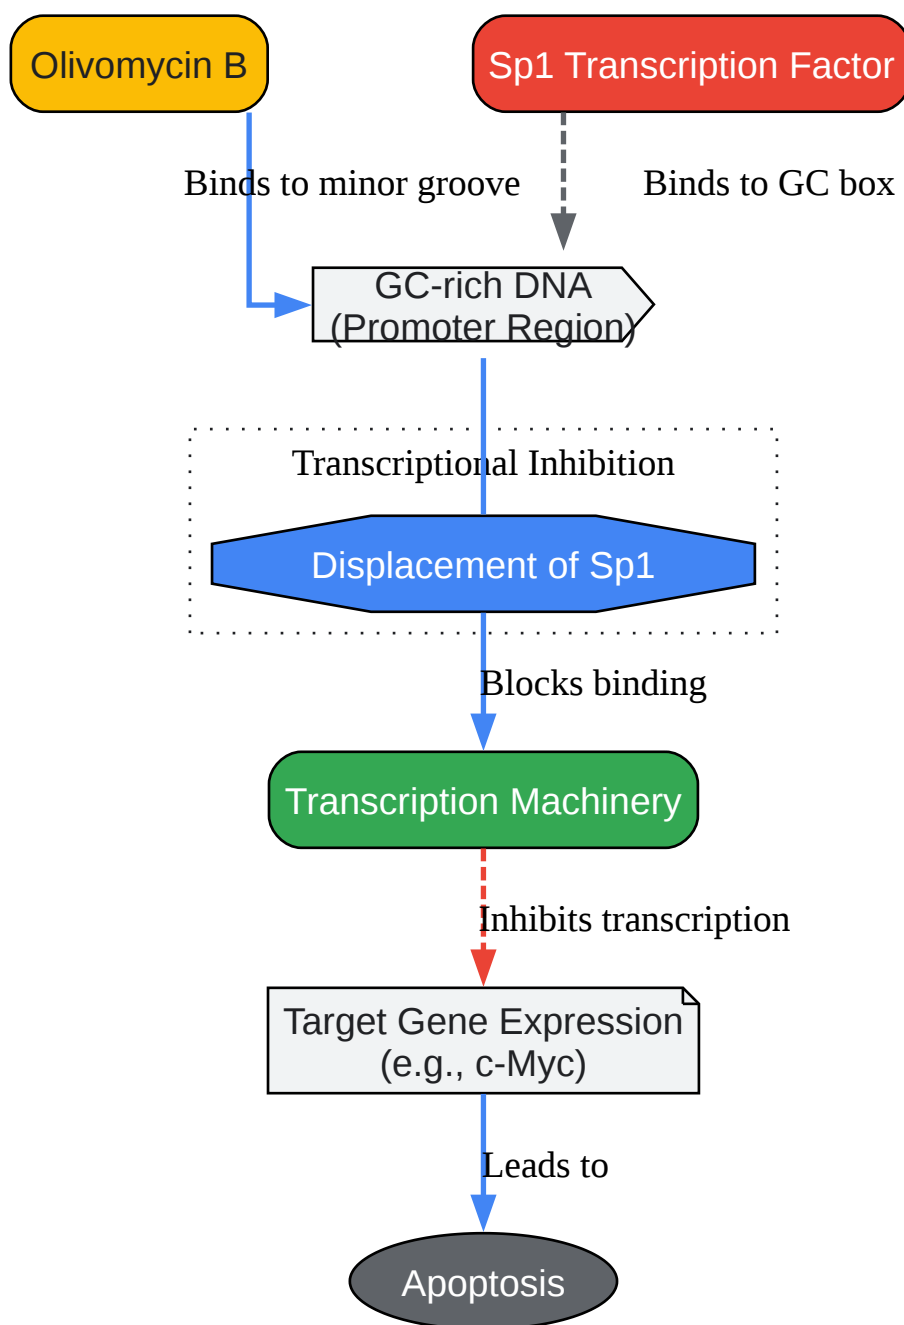 Olivomycin B
Sp1 Transcription Factor
Binds to minor groove
Binds to GC box
GC-rich DNA
(Promoter Region)
Transcriptional Inhibition
Displacement of Sp1
Blocks binding
Transcription Machinery
Inhibits transcription
Target Gene Expression
(e.g., c-Myc)
Leads to
Apoptosis